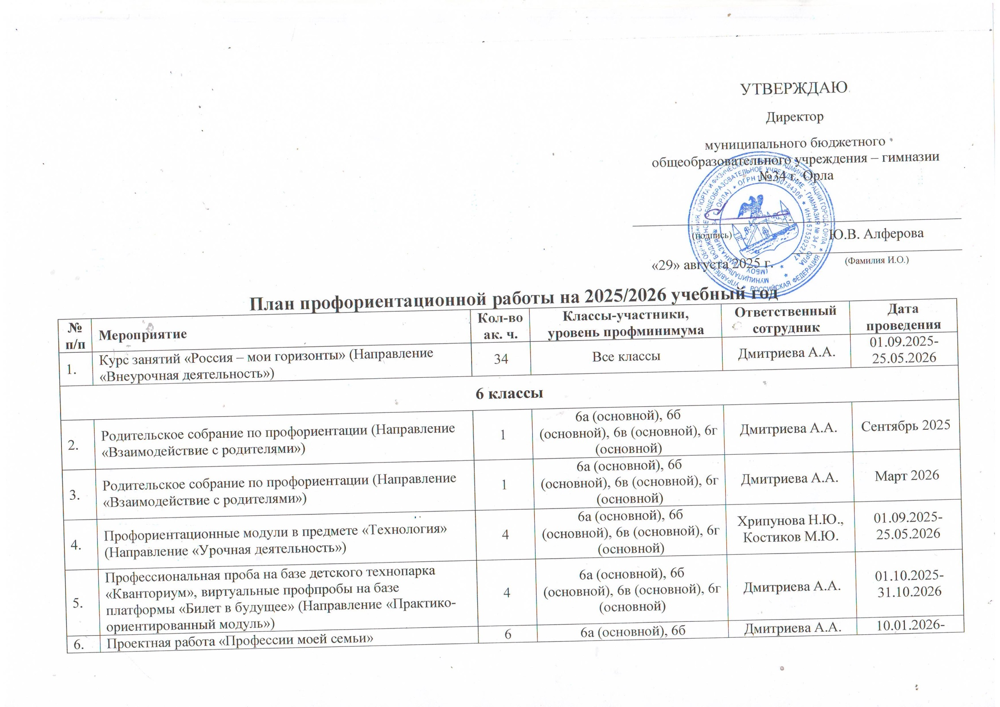 УТВЕРЖДАЮ
Директор
муниципального бюджетного
общеобразовательного учреждения – гимназии
№34 г. Орла
(подпись)
Ю.В. Алферова
(Фамилия И.О.)
«29» августа 2025 г.
ОГРН
ИНН 5752022747
ГИМНАЗИЯ № 34 Г. ОРЛА
РОССИЙСКАЯ ФЕДЕРАЦИЯ
План профориентационной работы на 2025/2026 учебный год
№ п/п
Мероприятие
Кол-во ак. ч.
Классы-участники, уровень профминимума
Ответственный сотрудник
Дата проведения
1.
Курс занятий «Россия – мои горизонты» (Направление
«Внеурочная деятельность»)
34
Все классы
Дмитриева А.А.
01.09.2025-
25.05.2026
6 классы
2.
Родительское собрание по профориентации (Направление
«Взаимодействие с родителями»)
1
6а (основной), 6б
(основной), 6в (основной), 6г
(основной)
Дмитриева А.А.
Сентябрь 2025
3.
Родительское собрание по профориентации (Направление
«Взаимодействие с родителями»)
1
6а (основной), 6б
(основной), 6в (основной), 6г
(основной)
Дмитриева А.А.
Март 2026
4.
Профориентационные модули в предмете «Технология»
(Направление «Урочная деятельность»)
4
6а (основной), 6б
(основной), 6в (основной), 6г
(основной)
Хрипунова Н.Ю.,
Костиков М.Ю.
01.09.2025-
25.05.2026
5.
Профессиональная проба на базе детского технопарка
«Кванториум», виртуальные профпробы на базе
платформы «Билет в будущее» (Направление «Практико-
ориентированный модуль»)
4
6а (основной), 6б
(основной), 6в (основной), 6г
(основной)
Дмитриева А.А.
01.10.2025-
31.10.2026
6.
Проектная работа «Профессии моей семьи»
6
6а (основной), 6б
Дмитриева А.А.
10.01.2026-